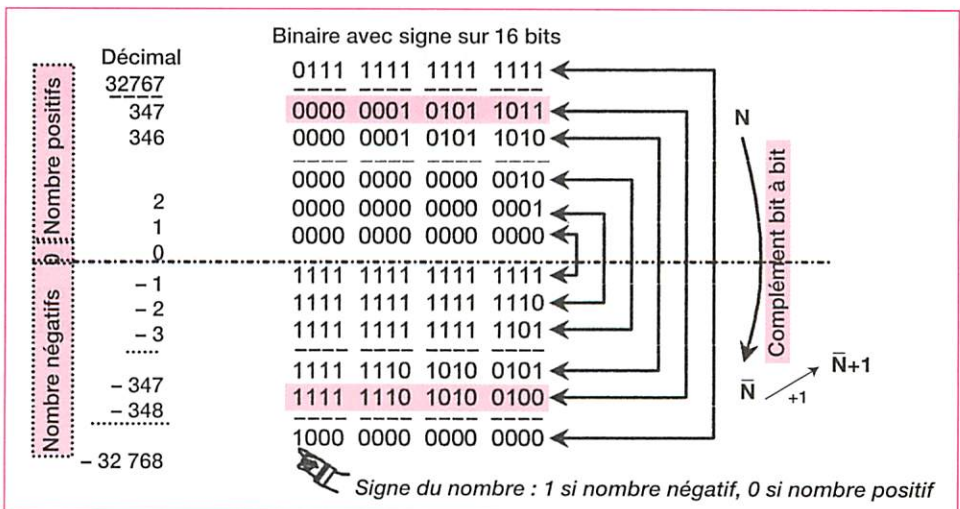 Binaire avec signe sur 16 bits
Décimal
Nombre positifs
0
Nombre négatifs
32767 0111 1111 1111 1111
347 0000 0001 0101 1011
346 0000 0001 0101 1010
2 0000 0000 0000 0010
1 0000 0000 0000 0001
0 0000 0000 0000 0000
– 1 1111 1111 1111 1111
– 2 1111 1111 1111 1110
– 3 1111 1111 1111 1101
– 347 1111 1110 1010 0101
– 348 1111 1110 1010 0100
– 32 768 1000 0000 0000 0000
N
Complément bit à bit
N̄
+1
N̄+1
Signe du nombre : 1 si nombre négatif, 0 si nombre positif